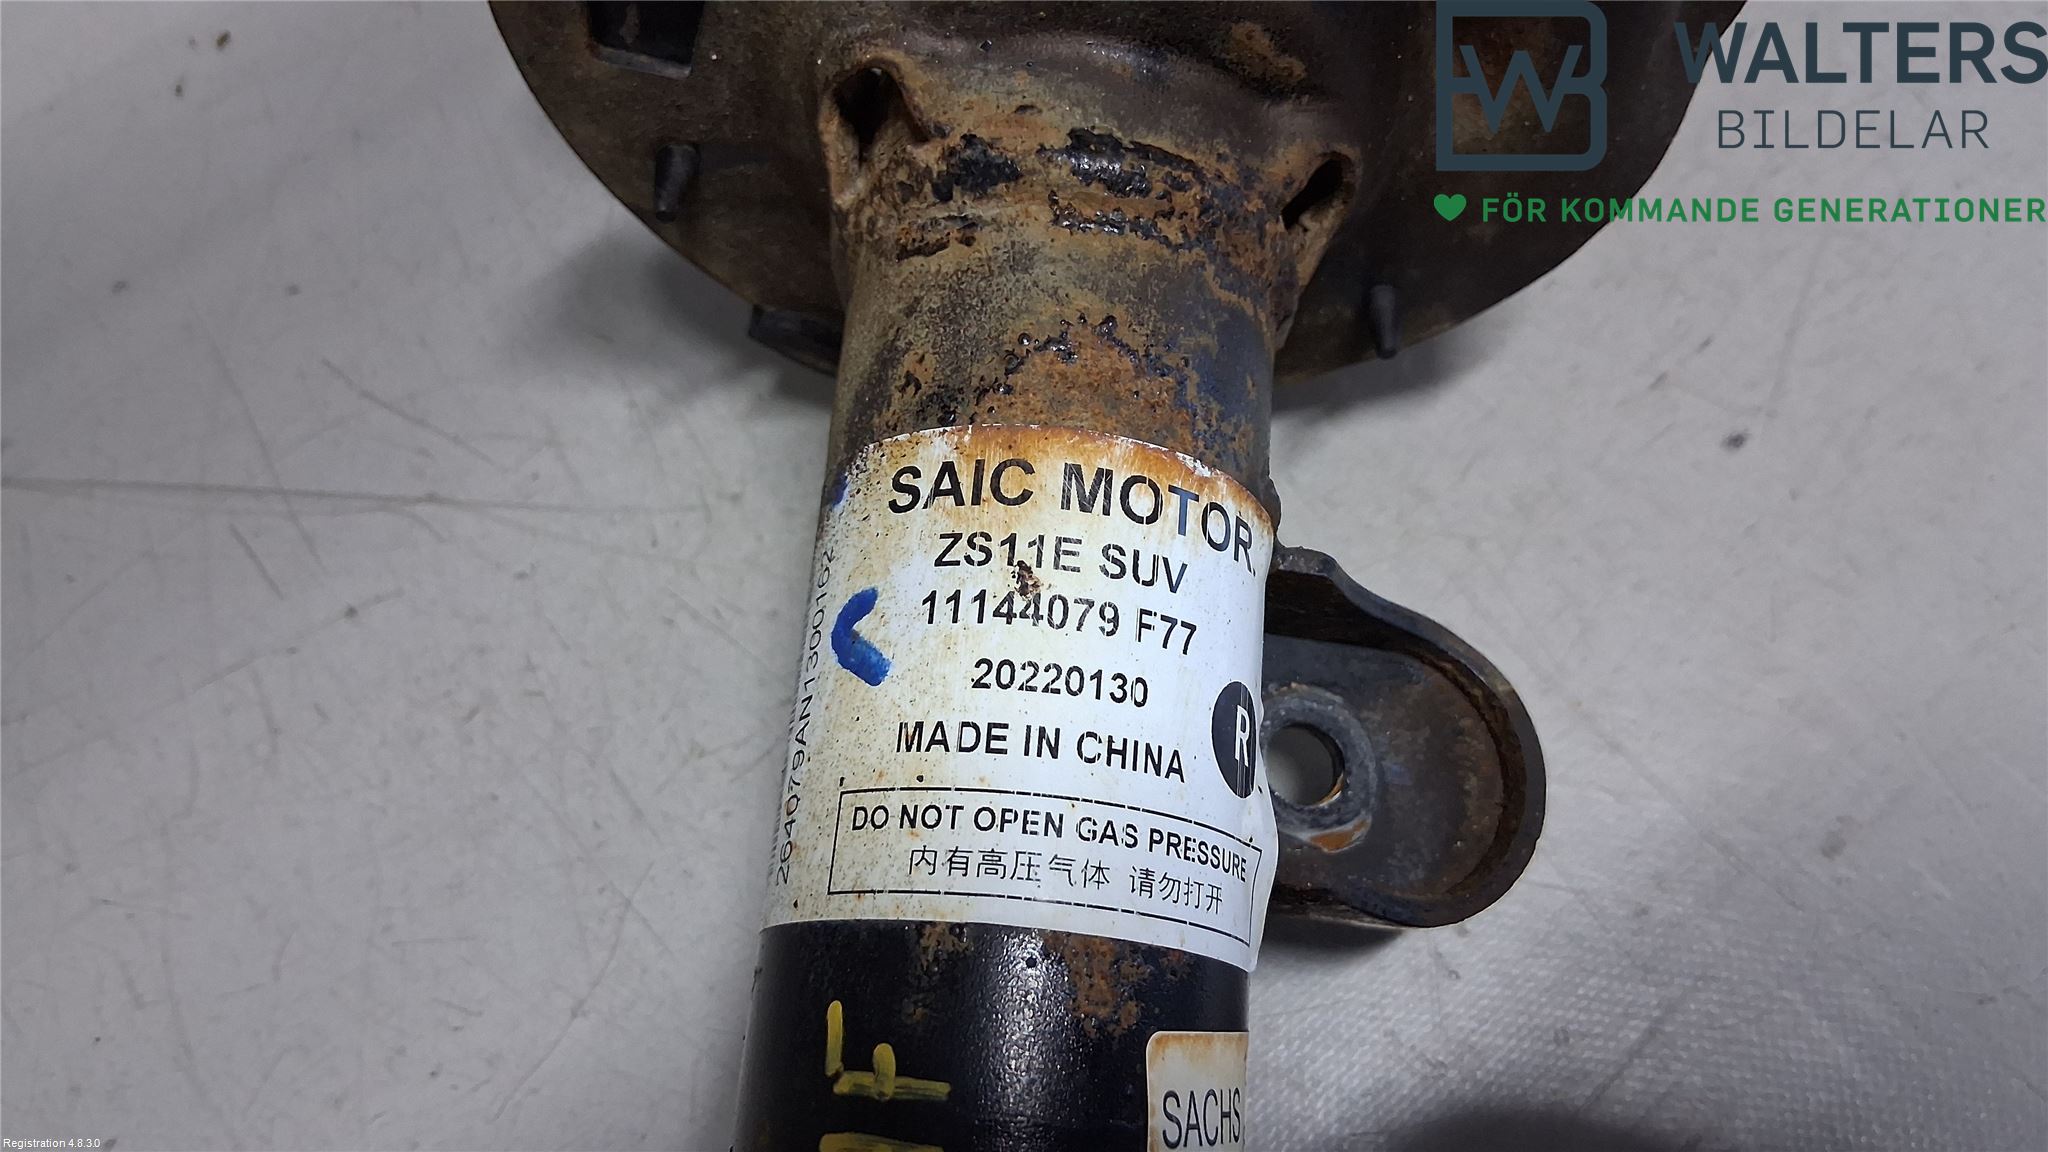 WALTERS
BILDELAR
FÖR KOMMANDE GENERATIONER
SAIC MOTOR.
ZS11E SUV
11144079 F77
20220130
MADE IN CHINA
R
DO NOT OPEN GAS PRESSURE
内有高压气体 请勿打开
SACHS
Registration 4.8.3.0